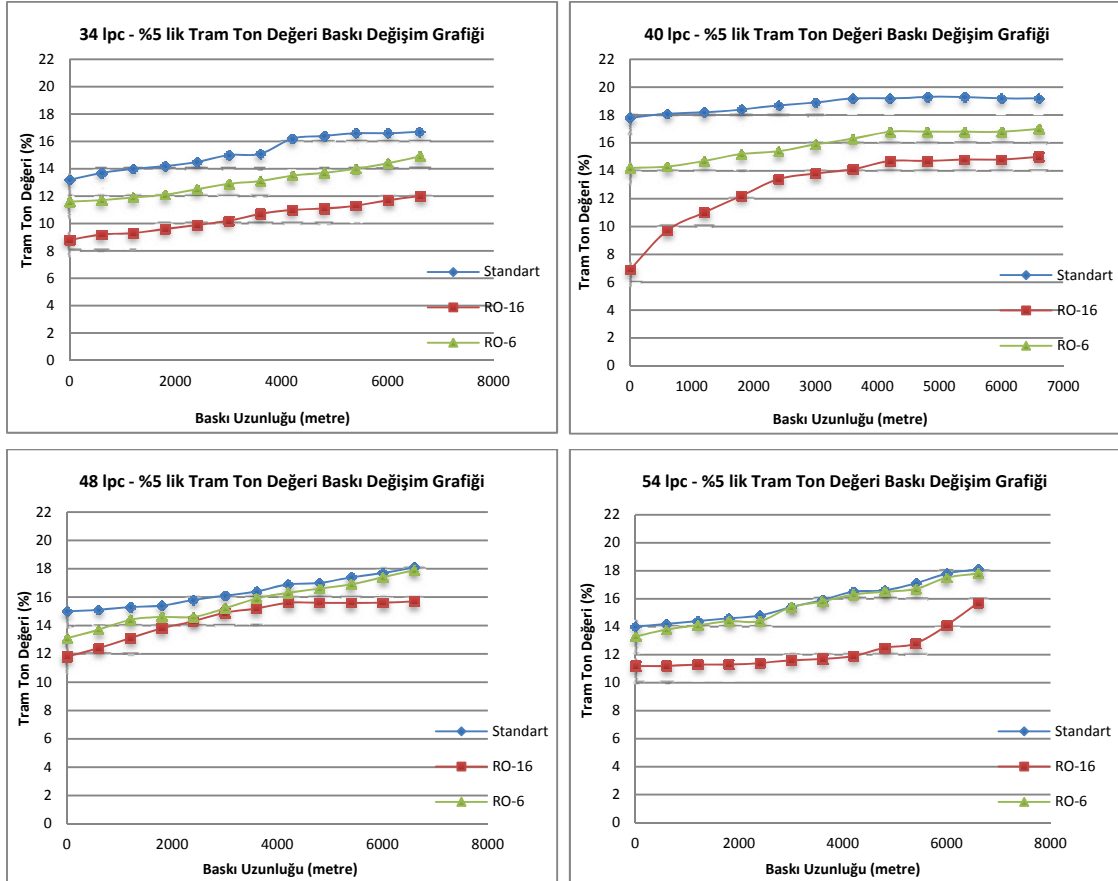 34 lpc - %5 lik Tram Ton Değeri Baskı Değişim Grafiği
Tram Ton Değeri (%)
22
20
18
16
14
12
10
8
6
4
2
0
0 2000 4000 6000 8000
Baskı Uzunluğu (metre)
Standart
RO-16
RO-6
40 lpc - %5 lik Tram Ton Değeri Baskı Değişim Grafiği
Tram Ton Değeri (%)
22
20
18
16
14
12
10
8
6
4
2
0
0 1000 2000 3000 4000 5000 6000 7000
Baskı Uzunluğu (metre)
Standart
RO-16
RO-6
48 lpc - %5 lik Tram Ton Değeri Baskı Değişim Grafiği
Tram Ton Değeri (%)
22
20
18
16
14
12
10
8
6
4
2
0
0 2000 4000 6000 8000
Baskı Uzunluğu (metre)
Standart
RO-16
RO-6
54 lpc - %5 lik Tram Ton Değeri Baskı Değişim Grafiği
Tram Ton Değeri (%)
22
20
18
16
14
12
10
8
6
4
2
0
0 2000 4000 6000 8000
Baskı Uzunluğu (metre)
Standart
RO-16
RO-6